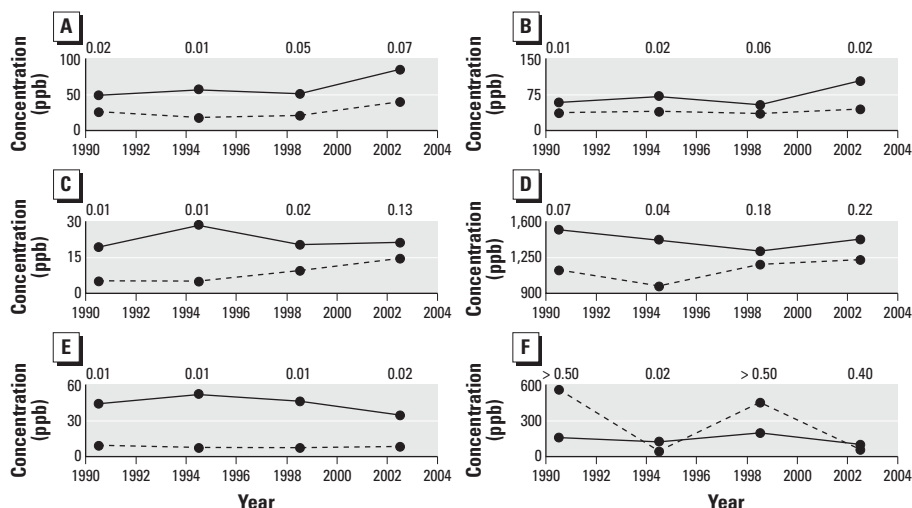 A
0.02 0.01 0.05 0.07
Concentration
(ppb)
100
50
0
1990 1992 1994 1996 1998 2000 2002 2004
B
0.01 0.02 0.06 0.02
Concentration
(ppb)
150
75
0
1990 1992 1994 1996 1998 2000 2002 2004
C
0.01 0.01 0.02 0.13
Concentration
(ppb)
30
15
0
1990 1992 1994 1996 1998 2000 2002 2004
D
0.07 0.04 0.18 0.22
Concentration
(ppb)
1,600
1,250
900
1990 1992 1994 1996 1998 2000 2002 2004
E
0.01 0.01 0.01 0.02
Concentration
(ppb)
60
30
0
1990 1992 1994 1996 1998 2000 2002 2004
Year
F
> 0.50 0.02 > 0.50 0.40
Concentration
(ppb)
600
300
0
1990 1992 1994 1996 1998 2000 2002 2004
Year